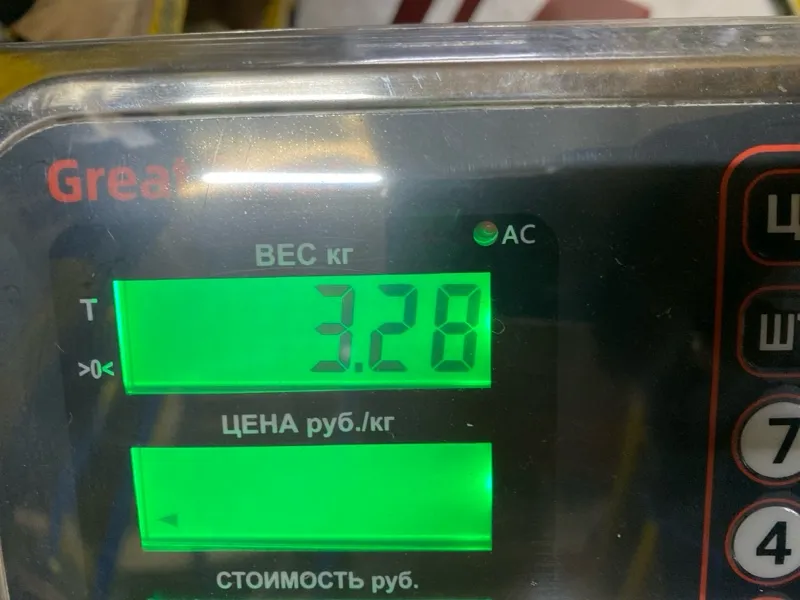 Great
AC
ВЕС кг
T
3.28
>0<
ЦЕНА руб./кг
СТОИМОСТЬ руб.
Ц
ШТ
7
4